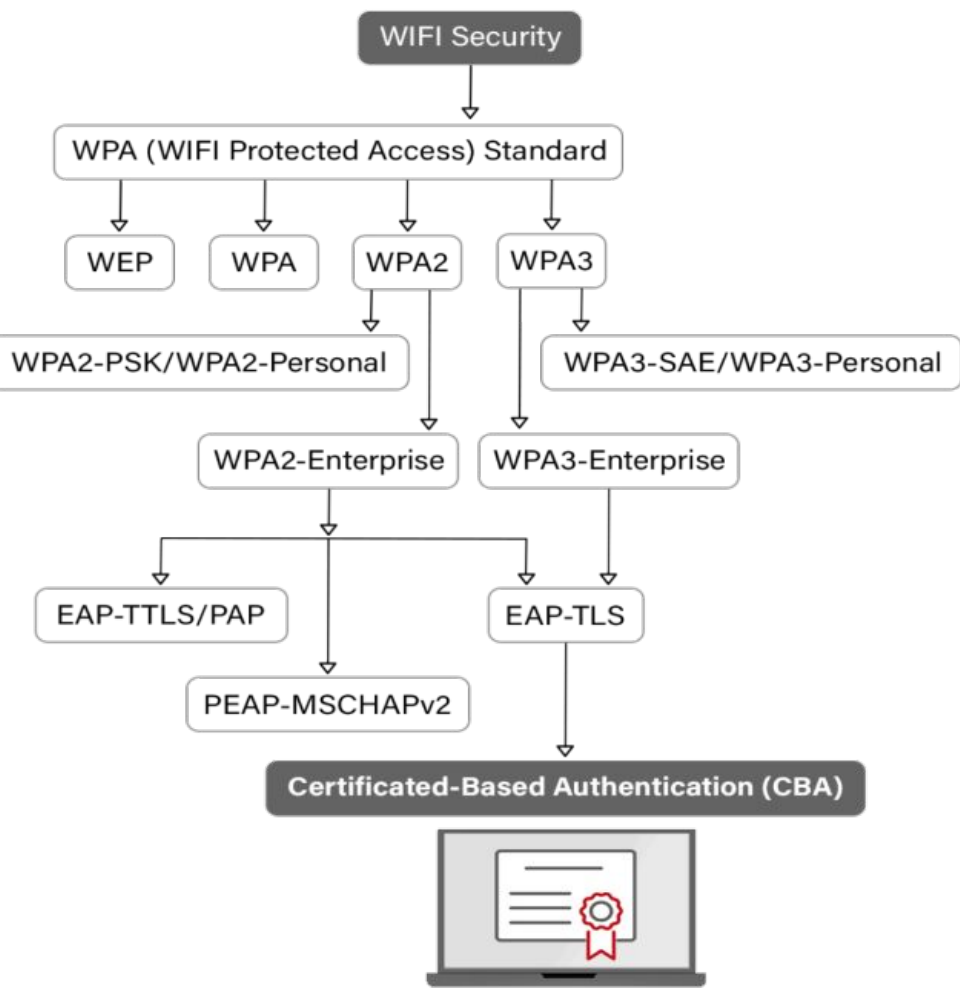 WIFI Security
WPA (WIFI Protected Access) Standard
WEP
WPA
WPA2
WPA3
WPA2-PSK/WPA2-Personal
WPA3-SAE/WPA3-Personal
WPA2-Enterprise
WPA3-Enterprise
EAP-TTLS/PAP
EAP-TLS
PEAP-MSCHAPv2
Certificated-Based Authentication (CBA)